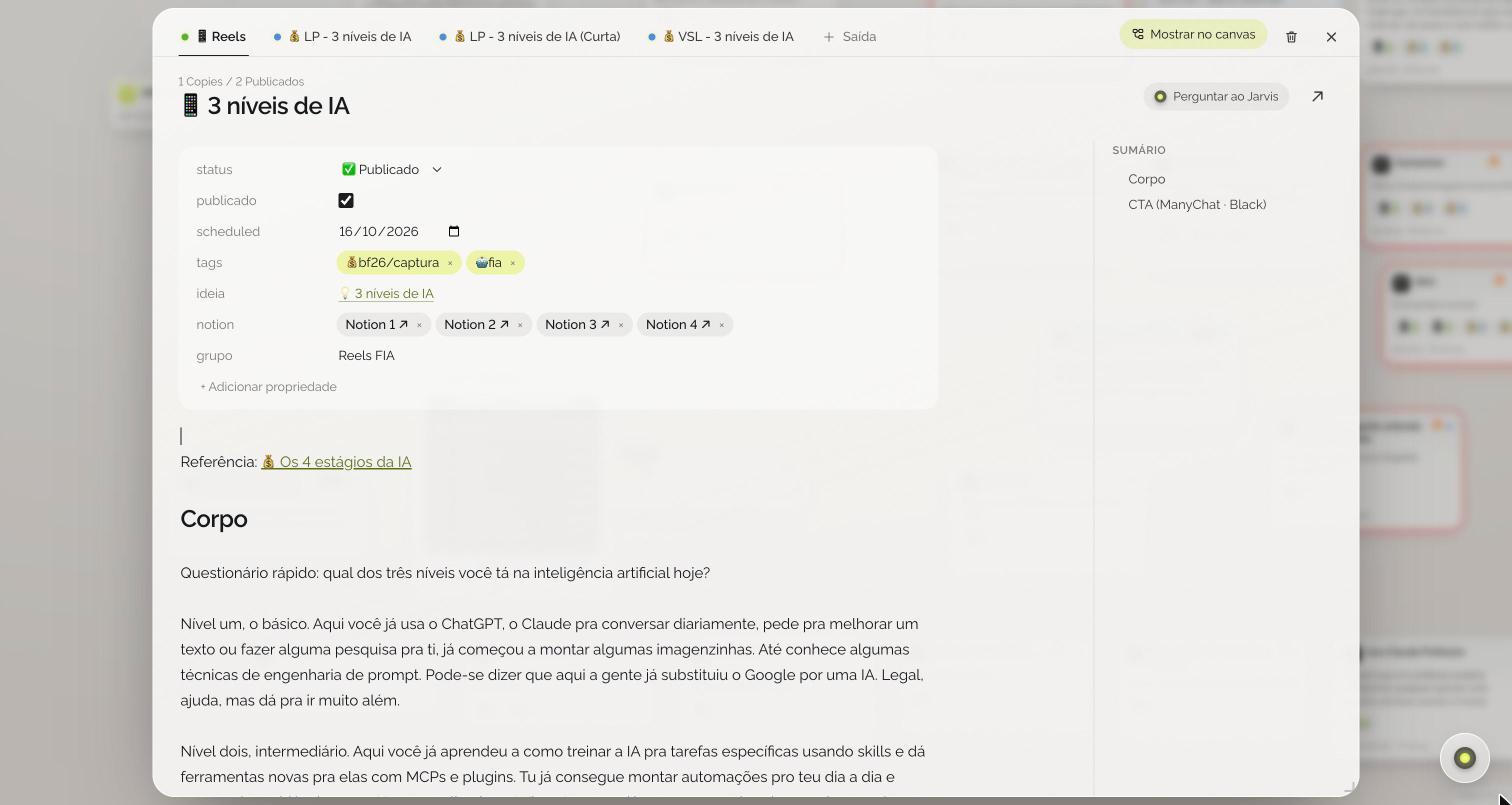 Reels
LP - 3 níveis de IA
LP - 3 níveis de IA (Curta)
VSL - 3 níveis de IA
+ Saída
Mostrar no canvas
1 Copies / 2 Publicados
3 níveis de IA
Perguntar ao Jarvis
status Publicado
publicado
scheduled 16/10/2026
tags bf26/captura × fia ×
ideia 3 níveis de IA
notion Notion 1 ↗ × Notion 2 ↗ × Notion 3 ↗ × Notion 4 ↗ ×
grupo Reels FIA
+ Adicionar propriedade
SUMÁRIO
Corpo
CTA (ManyChat · Black)
Referência: Os 4 estágios da IA
Corpo
Questionário rápido: qual dos três níveis você tá na inteligência artificial hoje?
Nível um, o básico. Aqui você já usa o ChatGPT, o Claude pra conversar diariamente, pede pra melhorar um
texto ou fazer alguma pesquisa pra ti, já começou a montar algumas imagenzinhas. Até conhece algumas
técnicas de engenharia de prompt. Pode-se dizer que aqui a gente já substituiu o Google por uma IA. Legal,
ajuda, mas dá pra ir muito além.
Nível dois, intermediário. Aqui você já aprendeu a como treinar a IA pra tarefas específicas usando skills e dá
ferramentas novas pra elas com MCPs e plugins. Tu já consegue montar automações pro teu dia a dia e